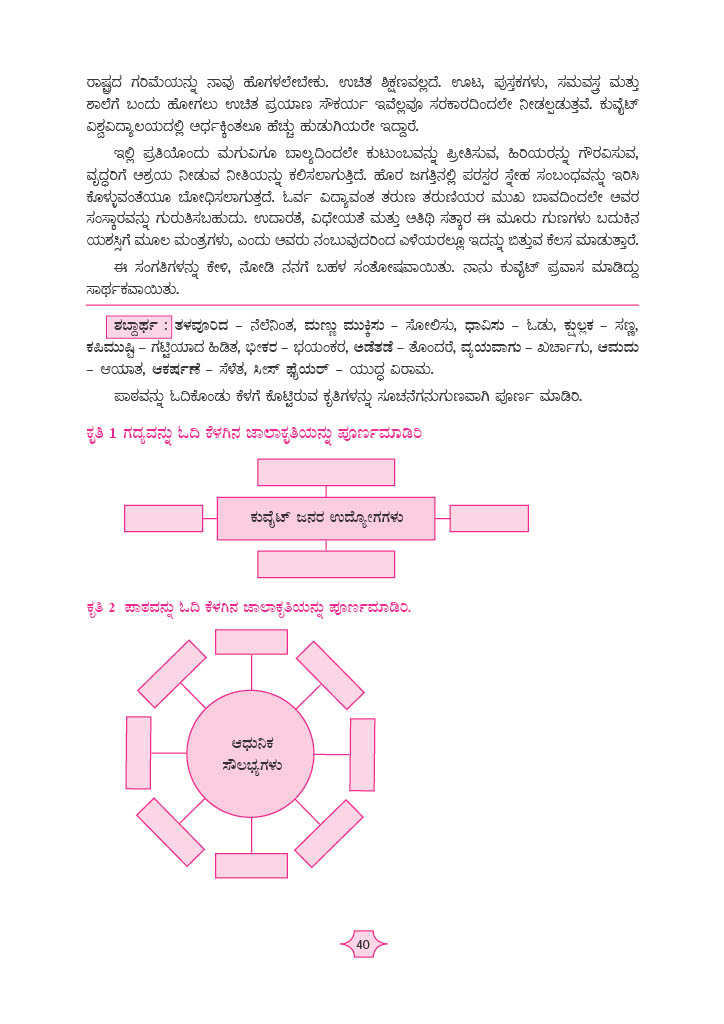 ರಾಷ್ಟ್ರದ ಗರಿಮೆಯನ್ನು ನಾವು ಹೊಗಳಲೇಬೇಕು. ಉಚಿತ ಶಿಕ್ಷಣವಲ್ಲದೆ. ಊಟ, ಪುಸ್ತಕಗಳು, ಸಮವಸ್ತ್ರ ಮತ್ತು
ಶಾಲೆಗೆ ಬಂದು ಹೋಗಲು ಉಚಿತ ಪ್ರಯಾಣ ಸೌಕರ್ಯ ಇವೆಲ್ಲವೂ ಸರಕಾರದಿಂದಲೇ ನೀಡಲ್ಪಡುತ್ತವೆ. ಕುವೈಟ್
ವಿಶ್ವವಿದ್ಯಾಲಯದಲ್ಲಿ ಅರ್ಧಕ್ಕಿಂತಲೂ ಹೆಚ್ಚು ಹುಡುಗಿಯರೇ ಇದ್ದಾರೆ.
ಇಲ್ಲಿ ಪ್ರತಿಯೊಂದು ಮಗುವಿಗೂ ಬಾಲ್ಯದಿಂದಲೇ ಕುಟುಂಬವನ್ನು ಪ್ರೀತಿಸುವ, ಹಿರಿಯರನ್ನು ಗೌರವಿಸುವ,
ವೃದ್ಧರಿಗೆ ಆಶ್ರಯ ನೀಡುವ ನೀತಿಯನ್ನು ಕಲಿಸಲಾಗುತ್ತಿದೆ. ಹೊರ ಜಗತ್ತಿನಲ್ಲಿ ಪರಸ್ಪರ ಸ್ನೇಹ ಸಂಬಂಧವನ್ನು ಇರಿಸಿ
ಕೊಳ್ಳುವಂತೆಯೂ ಬೋಧಿಸಲಾಗುತ್ತದೆ. ಓರ್ವ ವಿದ್ಯಾವಂತ ತರುಣ ತರುಣಿಯರ ಮುಖ ಬಾವದಿಂದಲೇ ಅವರ
ಸಂಸ್ಕಾರವನ್ನು ಗುರುತಿಸಬಹುದು. ಉದಾರತೆ, ವಿಧೇಯತೆ ಮತ್ತು ಅತಿಥಿ ಸತ್ಕಾರ ಈ ಮೂರು ಗುಣಗಳು ಬದುಕಿನ
ಯಶಸ್ಸಿಗೆ ಮೂಲ ಮಂತ್ರಗಳು, ಎಂದು ಅವರು ನಂಬುವುದರಿಂದ ಎಳೆಯರಲ್ಲೂ ಇದನ್ನು ಬಿತ್ತುವ ಕೆಲಸ ಮಾಡುತ್ತಾರೆ.
ಈ ಸಂಗತಿಗಳನ್ನು ಕೇಳಿ, ನೋಡಿ ನನಗೆ ಬಹಳ ಸಂತೋಷವಾಯಿತು. ನಾನು ಕುವೈಟ್ ಪ್ರವಾಸ ಮಾಡಿದ್ದು
ಸಾರ್ಥಕವಾಯಿತು.
ಶಬ್ದಾರ್ಥ : ತಳವೂರಿದ – ನೆಲೆನಿಂತ, ಮಣ್ಣು ಮುಕ್ಕಿಸು – ಸೋಲಿಸು, ಧಾವಿಸು – ಓಡು, ಕ್ಷುಲ್ಲಕ – ಸಣ್ಣ,
ಕಪಿಮುಷ್ಟಿ – ಗಟ್ಟಿಯಾದ ಹಿಡಿತ, ಭೀಕರ – ಭಯಂಕರ, ಅಡೆತಡೆ – ತೊಂದರೆ, ವ್ಯಯವಾಗು – ಖರ್ಚಾಗು, ಆಮದು
– ಆಯಾತ, ಆಕರ್ಷಣೆ – ಸೆಳೆತ, ಸೀಸ್ ಫೈಯರ್ – ಯುದ್ಧ ವಿರಾಮ.
ಪಾಠವನ್ನು ಓದಿಕೊಂಡು ಕೆಳಗೆ ಕೊಟ್ಟಿರುವ ಕೃತಿಗಳನ್ನು ಸೂಚನೆಗನುಗುಣವಾಗಿ ಪೂರ್ಣ ಮಾಡಿರಿ.
ಕೃತಿ 1 ಗದ್ಯವನ್ನು ಓದಿ ಕೆಳಗಿನ ಜಾಲಾಕೃತಿಯನ್ನು ಪೂರ್ಣಮಾಡಿರಿ
ಕುವೈಟ್ ಜನರ ಉದ್ಯೋಗಗಳು
ಕೃತಿ 2 ಪಾಠವನ್ನು ಓದಿ ಕೆಳಗಿನ ಜಾಲಾಕೃತಿಯನ್ನು ಪೂರ್ಣಮಾಡಿರಿ.
ಆಧುನಿಕ
ಸೌಲಭ್ಯಗಳು
40